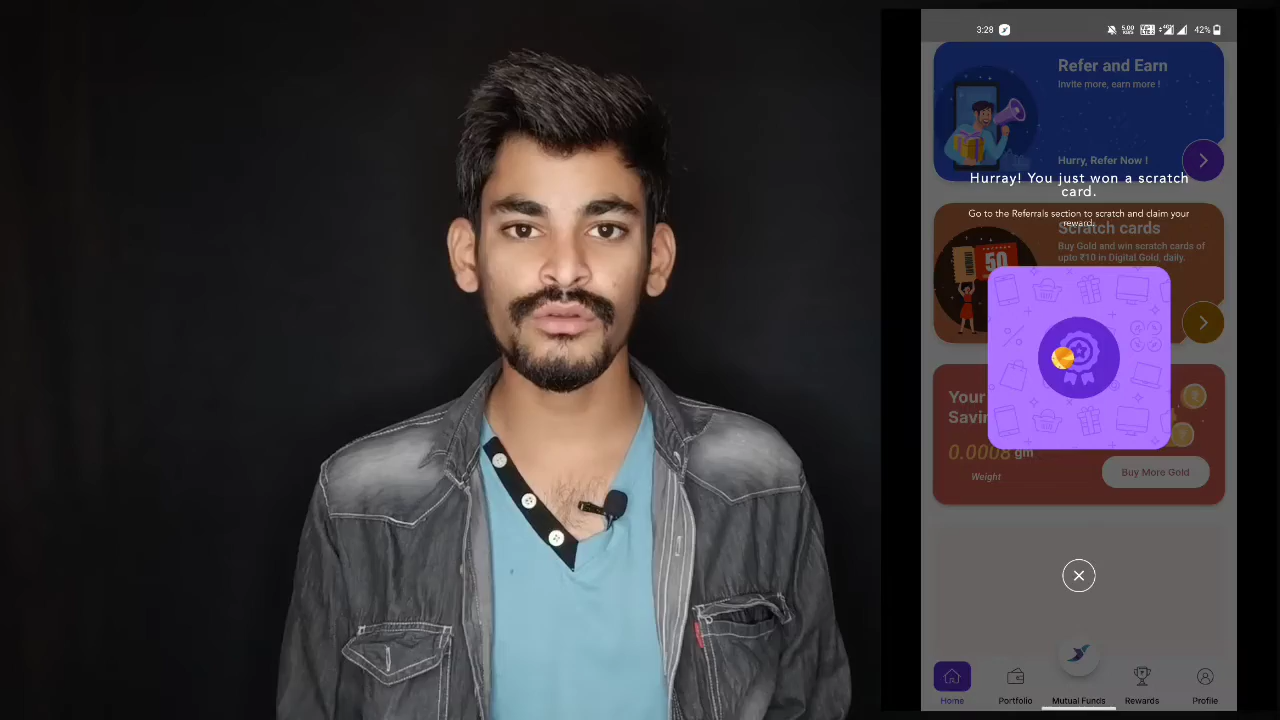 3:28
5.00
KB/S
42%
Refer and Earn
Invite more, earn more !
Hurry, Refer Now !
Hurray! You just won a scratch
card.
Go to the Referrals section to scratch and claim your
reward.
Scratch cards
Buy Gold and win scratch cards of
upto ₹10 in Digital Gold, daily.
50
Your
Savin
0.0008 gm
Weight
Buy More Gold
Home
Portfolio
Mutual Funds
Rewards
Profile